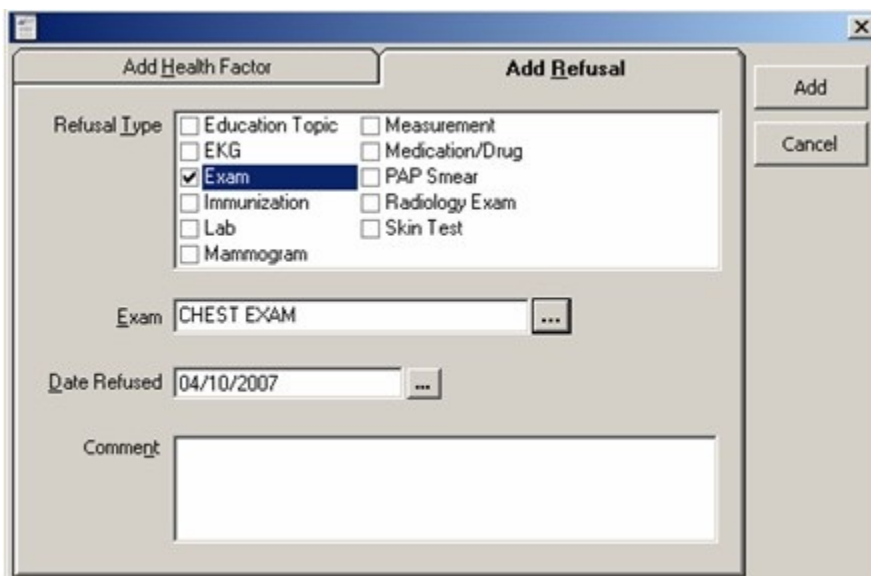 Add Health Factor
Add Refusal
Add
Cancel
Refusal Type
Education Topic
Measurement
EKG
Medication/Drug
Exam
PAP Smear
Immunization
Radiology Exam
Lab
Skin Test
Mammogram
Exam
CHEST EXAM
...
Date Refused
04/10/2007
...
Comment